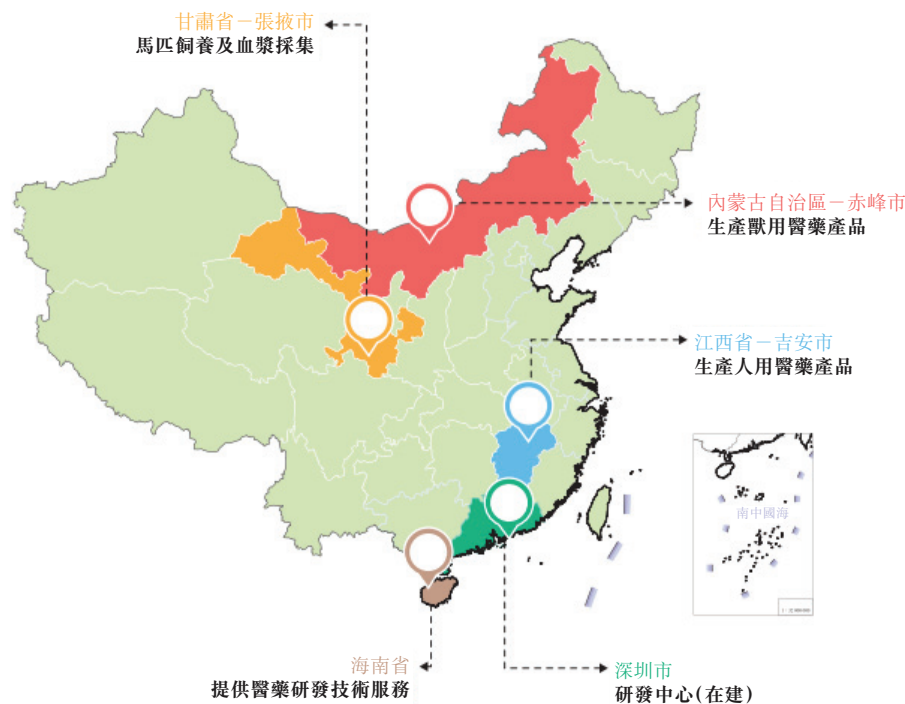 甘肅省－張掖市
馬匹飼養及血漿採集
內蒙古自治區－赤峰市
生產獸用醫藥產品
江西省－吉安市
生產人用醫藥產品
南中國海
海南省
提供醫藥研發技術服務
深圳市
研發中心(在建)